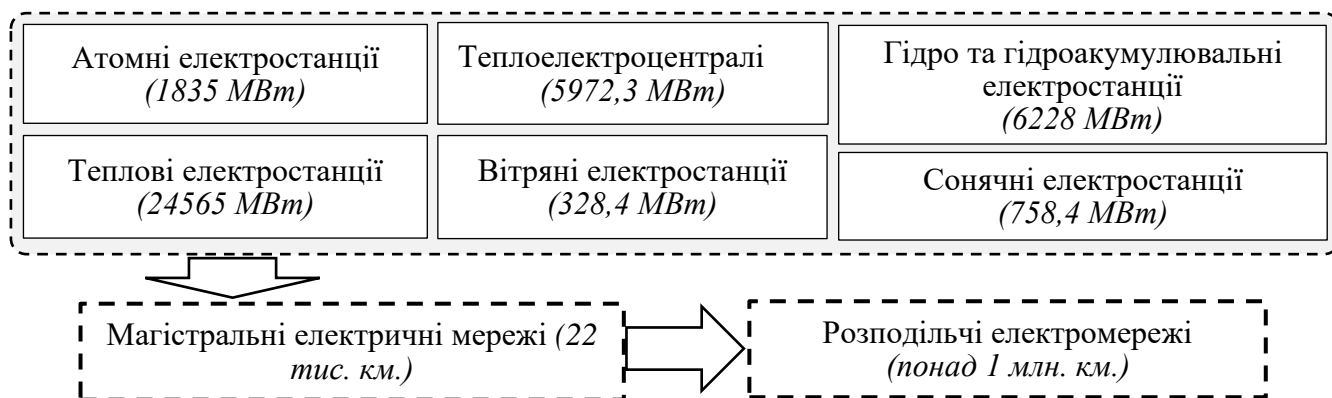 Атомні електростанції
(1835 МВт)
Теплоелектроцентралі
(5972,3 МВт)
Гідро та гідроакумулювальні
електростанції
(6228 МВт)
Теплові електростанції
(24565 МВт)
Вітряні електростанції
(328,4 МВт)
Сонячні електростанції
(758,4 МВт)
Магістральні електричні мережі (22
тис. км.)
Розподільчі електромережі
(понад 1 млн. км.)